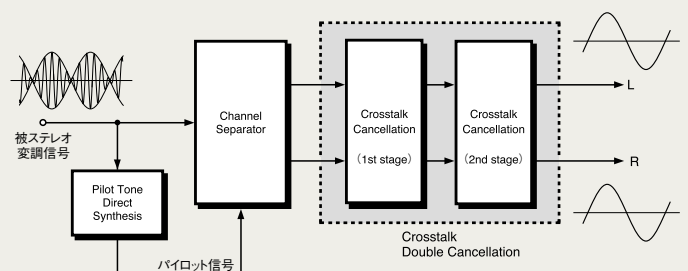 被ステレオ
変調信号
Pilot Tone
Direct
Synthesis
パイロット信号
Channel
Separator
Crosstalk
Cancellation
(1st stage)
Crosstalk
Cancellation
(2nd stage)
L
R
Crosstalk
Double Cancellation